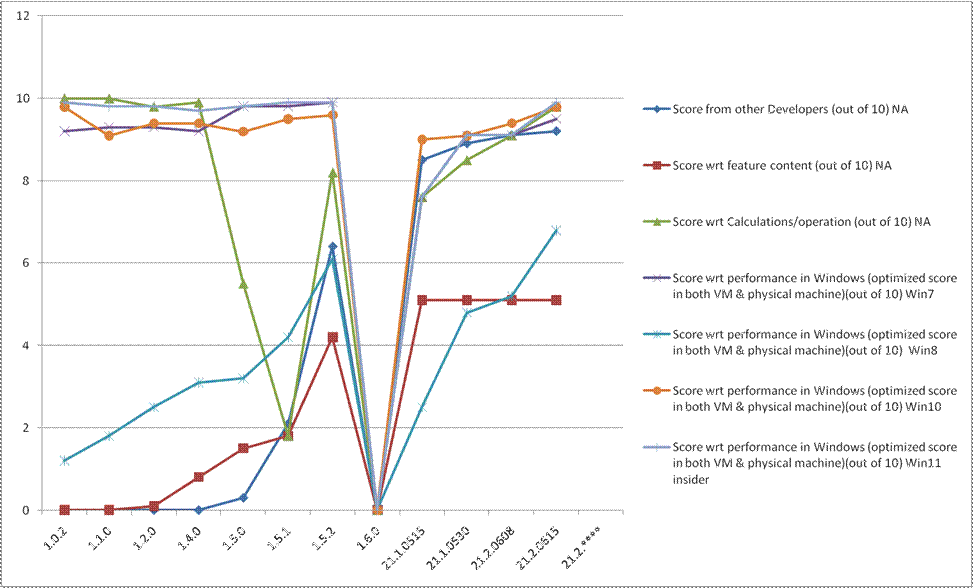 12
10
8
6
4
2
0
1.0.2
1.1.0
1.2.0
1.4.0
1.5.1
1.5.2
1.6.0
21.1.0515
21.1.0530
21.2.0608
21.2.0615
21.2.****
Score from other Developers (out of 10) NA
Score wrt feature content (out of 10) NA
Score wrt Calculations/operation (out of 10) NA
Score wrt performance in Windows (optimized score
in both VM & physical machine)(out of 10) Win7
Score wrt performance in Windows (optimized score
in both VM & physical machine)(out of 10) Win8
Score wrt performance in Windows (optimized score
in both VM & physical machine)(out of 10) Win10
Score wrt performance in Windows (optimized score
in both VM & physical machine)(out of 10) Win11
insider